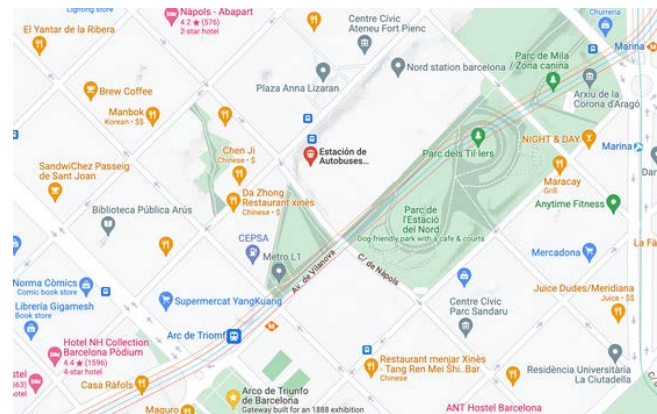 Lighting store
Nàpols - Abapart
4.2 ★ (576)
2-star hotel
El Yantar de la Ribera
Centre Cívic
Ateneu Fort Pienc
Churreria
Marina
Parc de Mila
/ Zona canina
Nord station barcelona
Plaza Anna Lizaran
Brew Coffee
Manbok
Korean • $$
Arxiu de la
Corona d'Aragó
Chen Ji
Chinese • $
Estación de
Autobuses...
Parc dels Til·lers
NIGHT & DAY
Marina
SandwiChez Passeig
de Sant Joan
Da Zhong
Restaurant xinès
Chinese • $
Maracay
Grill
Biblioteca Pública Arús
Parc de
l'Estació
del Nord
Dog-friendly park with a cafe & courts
Anytime Fitness
CEPSA
Metro L1
Av. de Vilanova
C/ de Nàpols
Mercadona
Norma Còmics
Comic book store
Llibreria Gigamesh
Book store
Supermercat YangKuang
Juice Dudes/Meridiana
Juice • $$
Centre Cívic
Parc Sandaru
Arc de Triomf
Hotel NH Collection
Barcelona Pòdium
4.4 ★ (1596)
4-star hotel
Restaurant menjar Xinès
- Tang Ren Mei Shi..Bar
Chinese
Residència Universitària
La Ciutadella
Casa Ràfols
Arco de Triunfo
de Barcelona
Gateway built for an 1888 exhibition
Maguro
ANT Hostel Barcelona